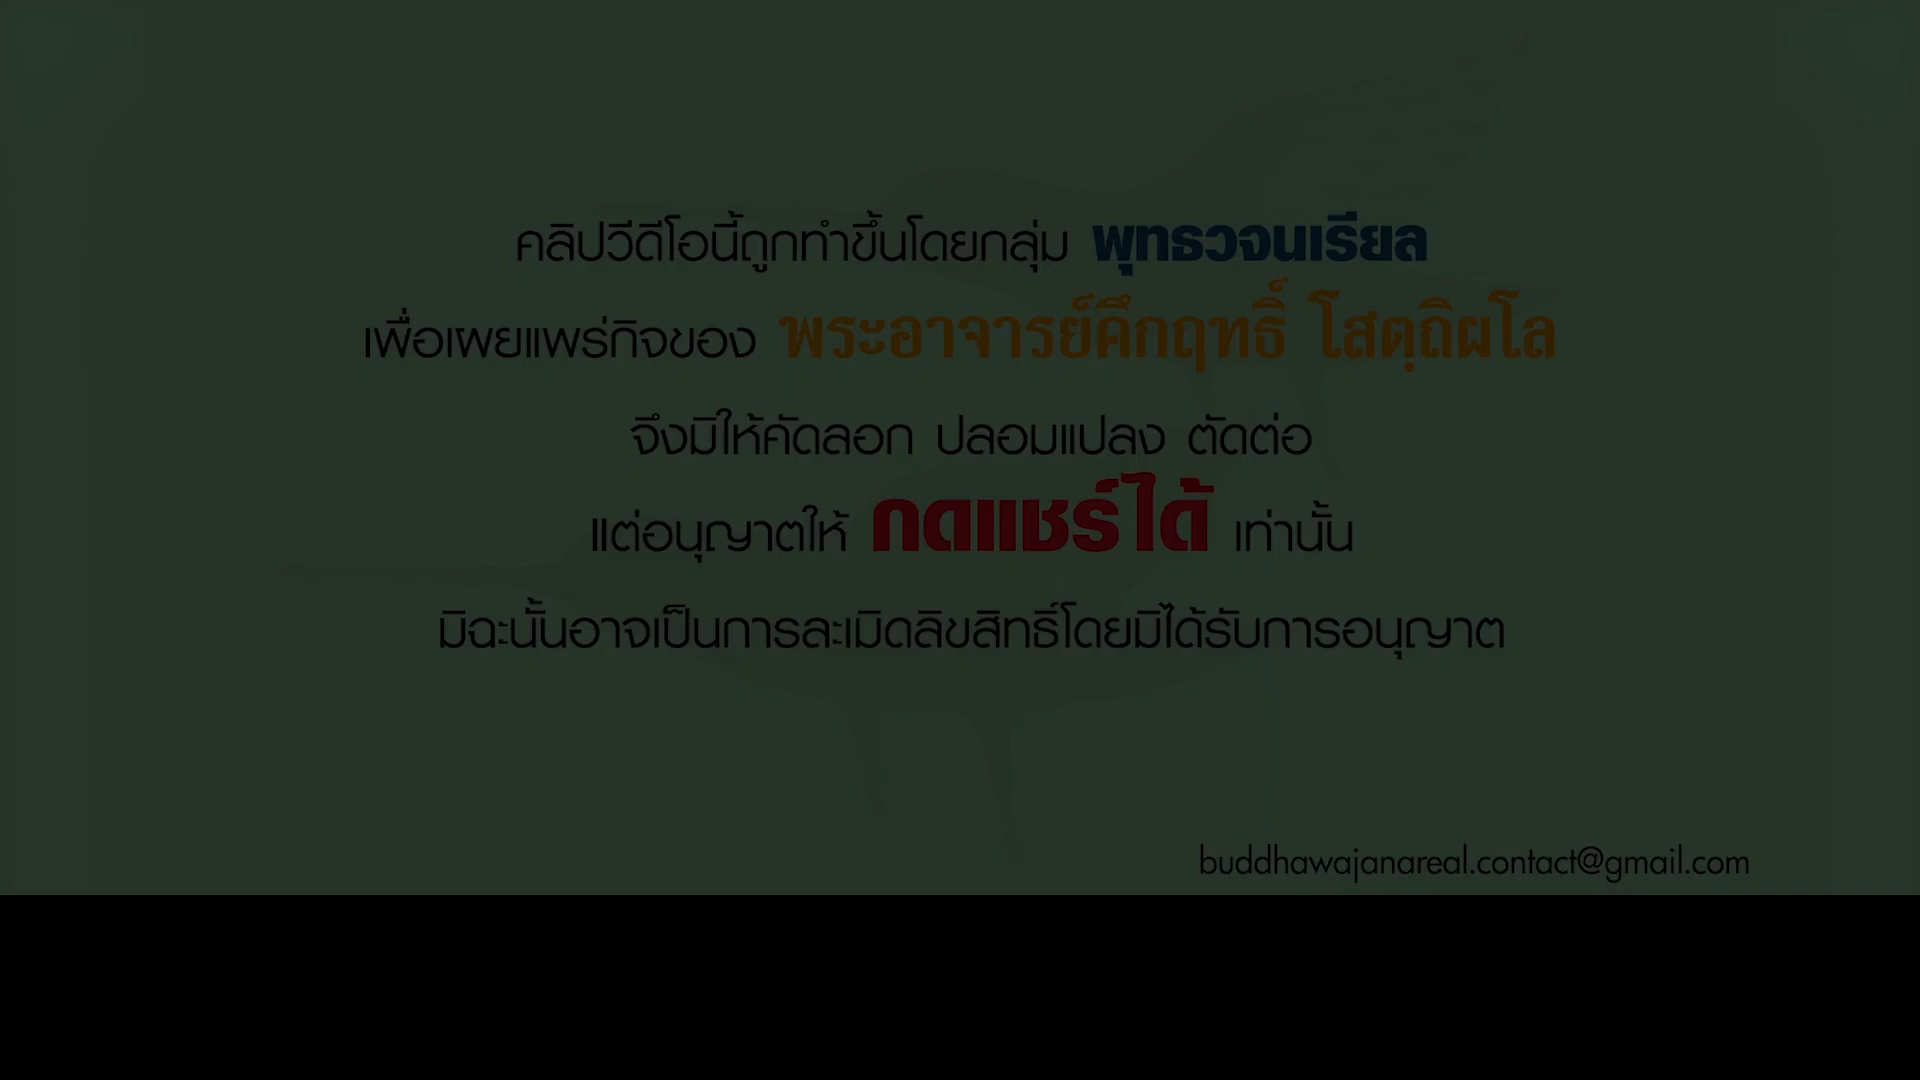 คลิปวีดีโอนี้ถูกทำขึ้นโดยกลุ่ม พุทธวจนเรียล
เพื่อเผยแพร่กิจของ พระอาจารย์คึกฤทธิ์ โสตฺถิผโล
จึงมิให้คัดลอก ปลอมแปลง ตัดต่อ
แต่อนุญาตให้ กดแชร์ได้ เท่านั้น
มิฉะนั้นอาจเป็นการละเมิดลิขสิทธิ์โดยมิได้รับการอนุญาต
buddhawajanareal.contact@gmail.com